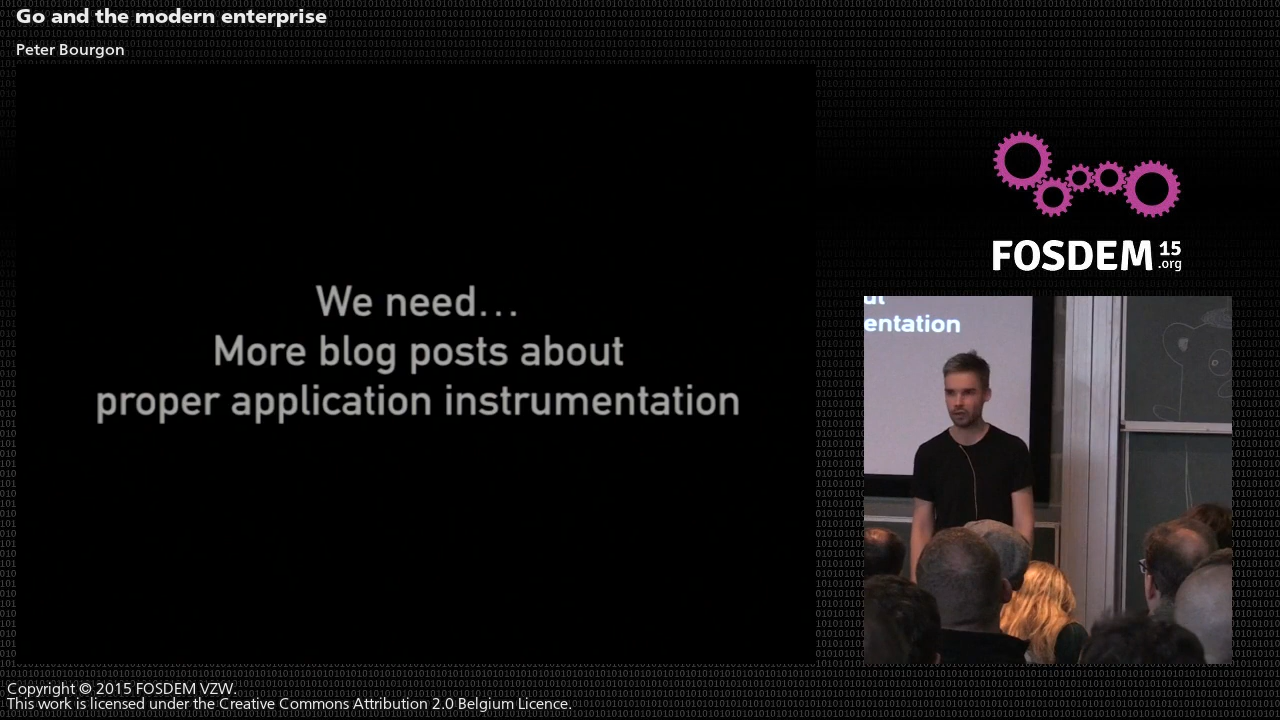 Go and the modern enterprise
Peter Bourgon
We need...
More blog posts about
proper application instrumentation
FOSDEM 15
.org
entation
Copyright © 2015 FOSDEM VZW.
This work is licensed under the Creative Commons Attribution 2.0 Belgium Licence.